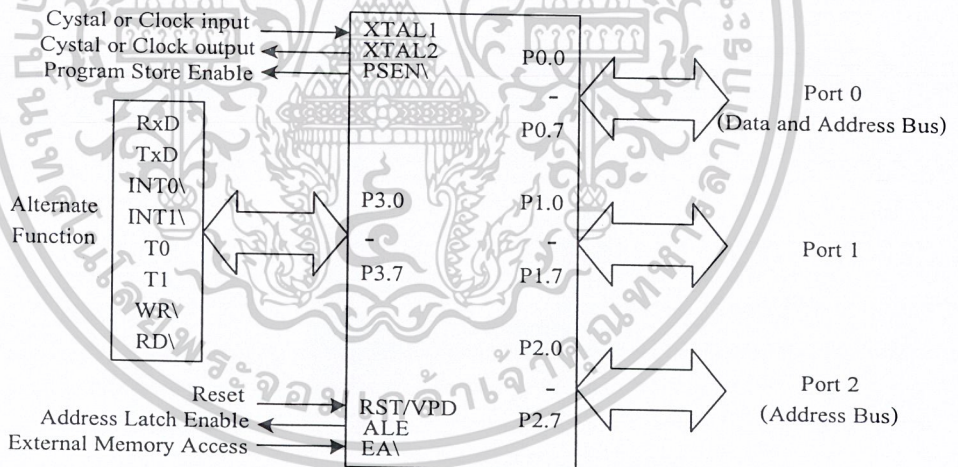 Cystal or Clock input
Cystal or Clock output
Program Store Enable
XTAL1
XTAL2
PSEN\
P0.0
-
P0.7
Port 0
(Data and Address Bus)
Alternate
Function
RxD
TxD
INT0\
INT1\
T0
T1
WR\
RD\
P3.0
-
P3.7
P1.0
-
P1.7
Port 1
P2.0
-
P2.7
Port 2
(Address Bus)
Reset
Address Latch Enable
External Memory Access
RST/VPD
ALE
EA\